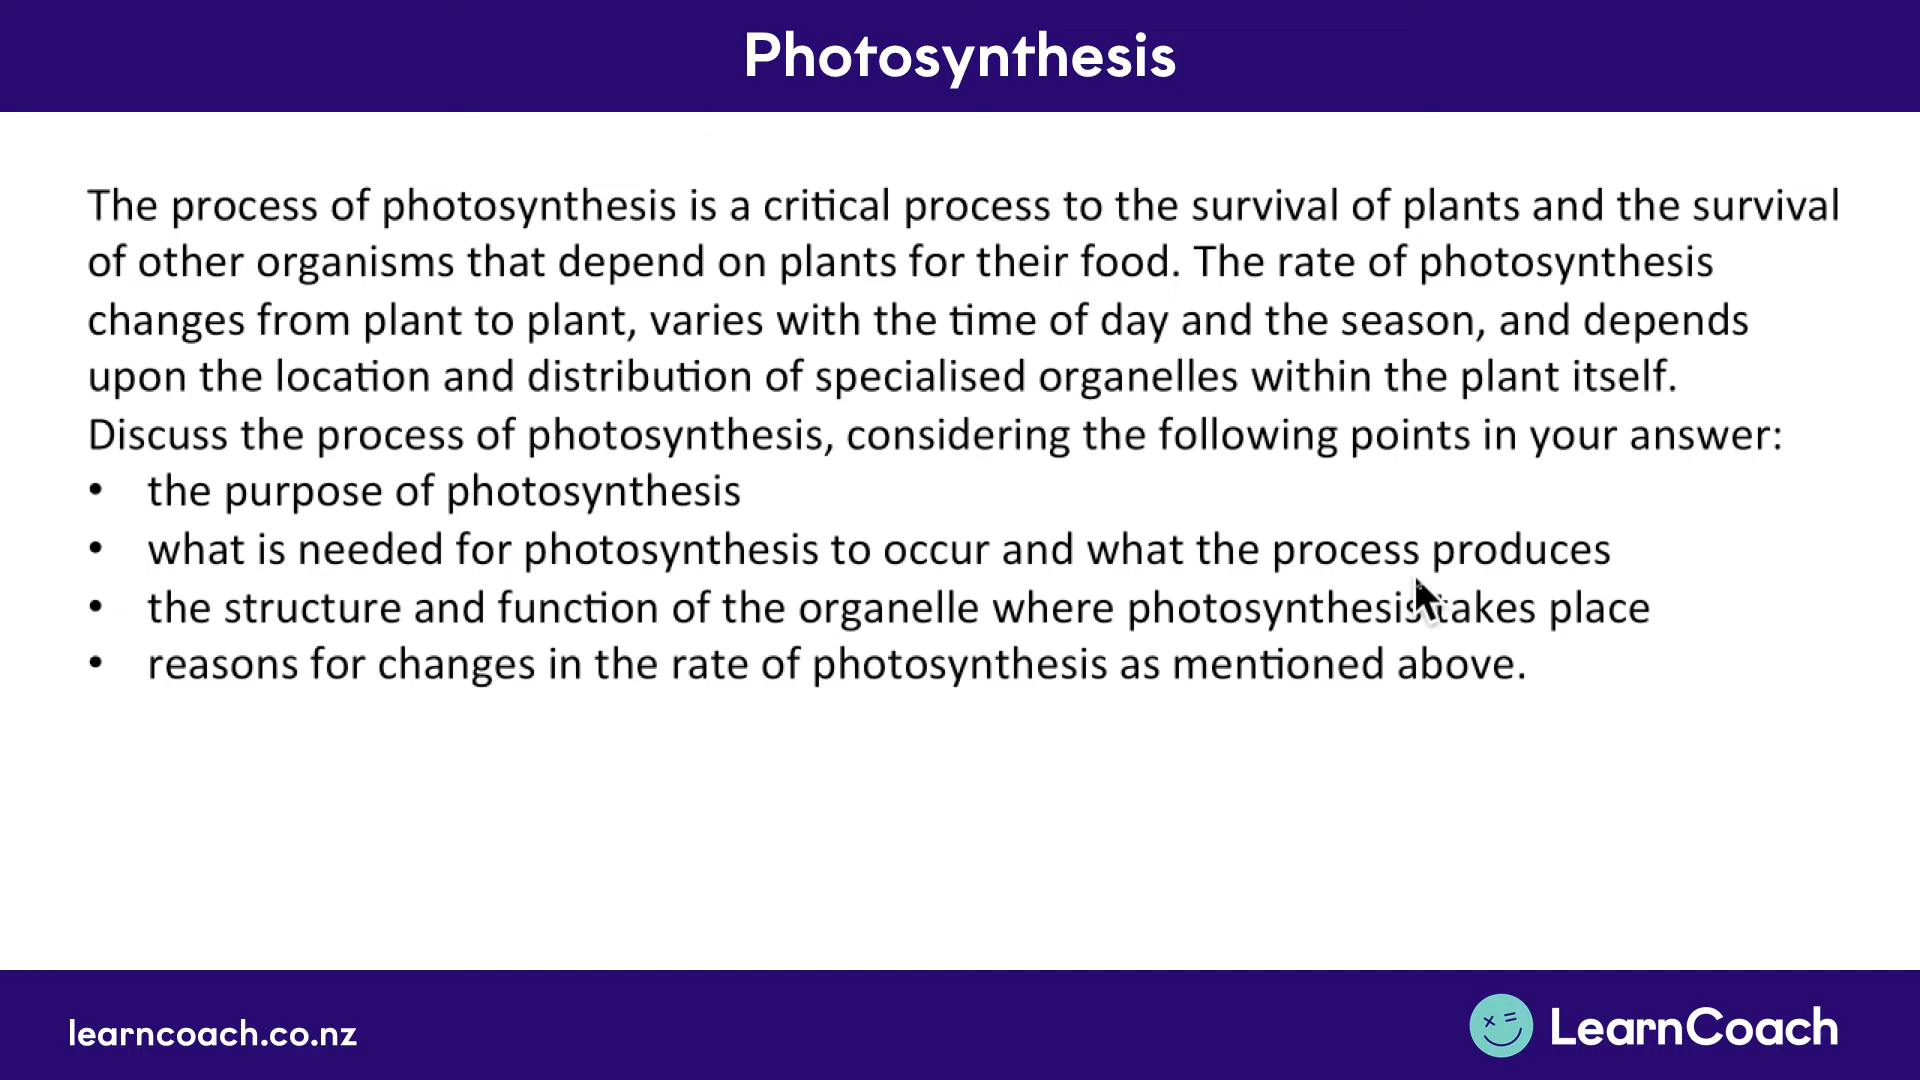 Photosynthesis
The process of photosynthesis is a critical process to the survival of plants and the survival
of other organisms that depend on plants for their food. The rate of photosynthesis
changes from plant to plant, varies with the time of day and the season, and depends
upon the location and distribution of specialised organelles within the plant itself.
Discuss the process of photosynthesis, considering the following points in your answer:
• the purpose of photosynthesis
• what is needed for photosynthesis to occur and what the process produces
• the structure and function of the organelle where photosynthesis takes place
• reasons for changes in the rate of photosynthesis as mentioned above.
learncoach.co.nz
LearnCoach